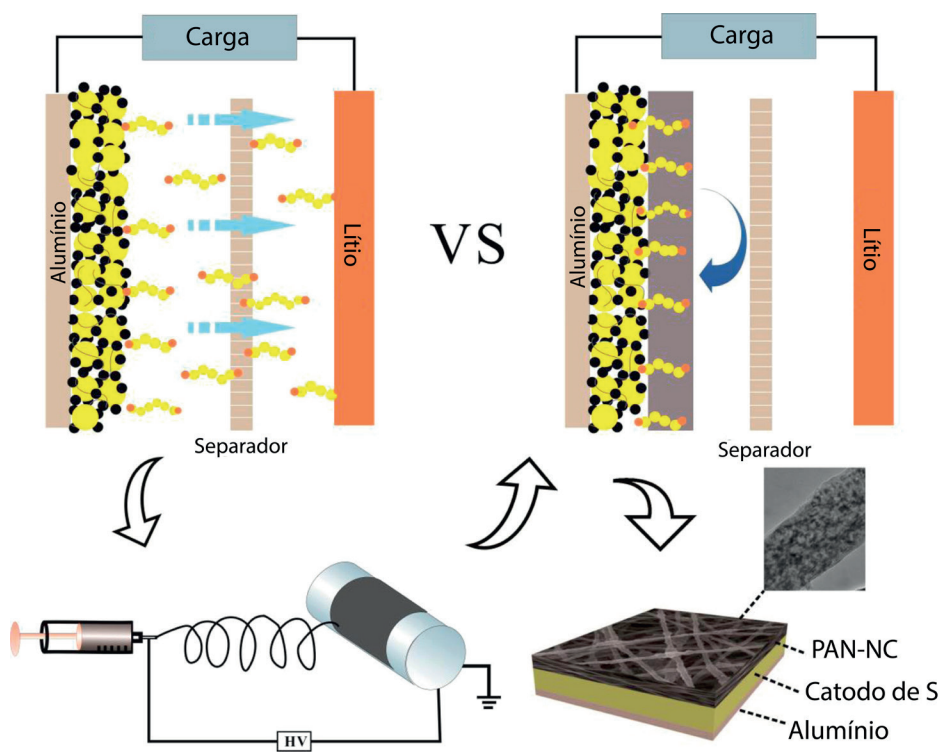 Carga
Carga
Alumínio
Lítio
VS
Alumínio
Lítio
Separador
Separador
HV
PAN-NC
Catodo de S
Alumínio